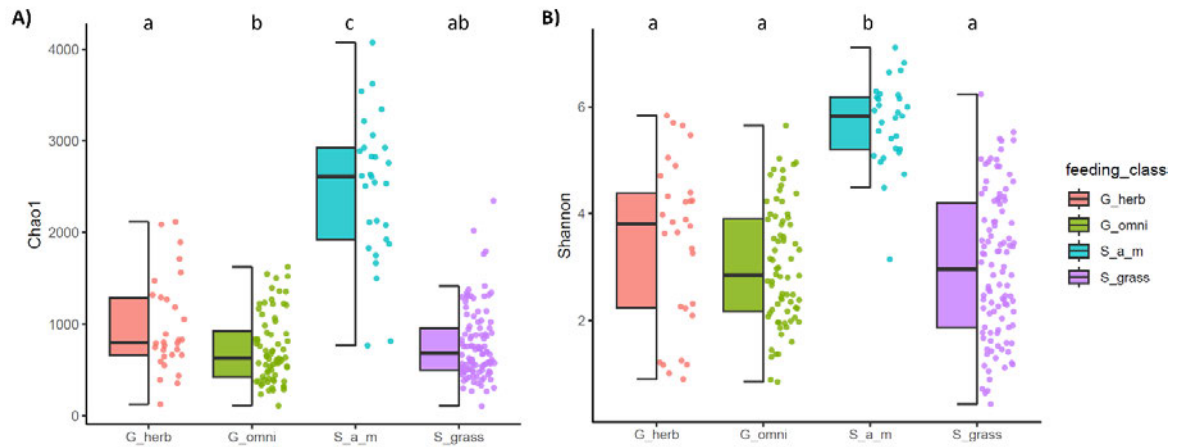 A)
a b c ab
4000
3000
2000
1000
0
Chao1
G_herb G_omni S_a_m S_grass
B)
a a b a
6
4
2
Shannon
G_herb G_omni S_a_m S_grass
feeding_class
G_herb
G_omni
S_a_m
S_grass